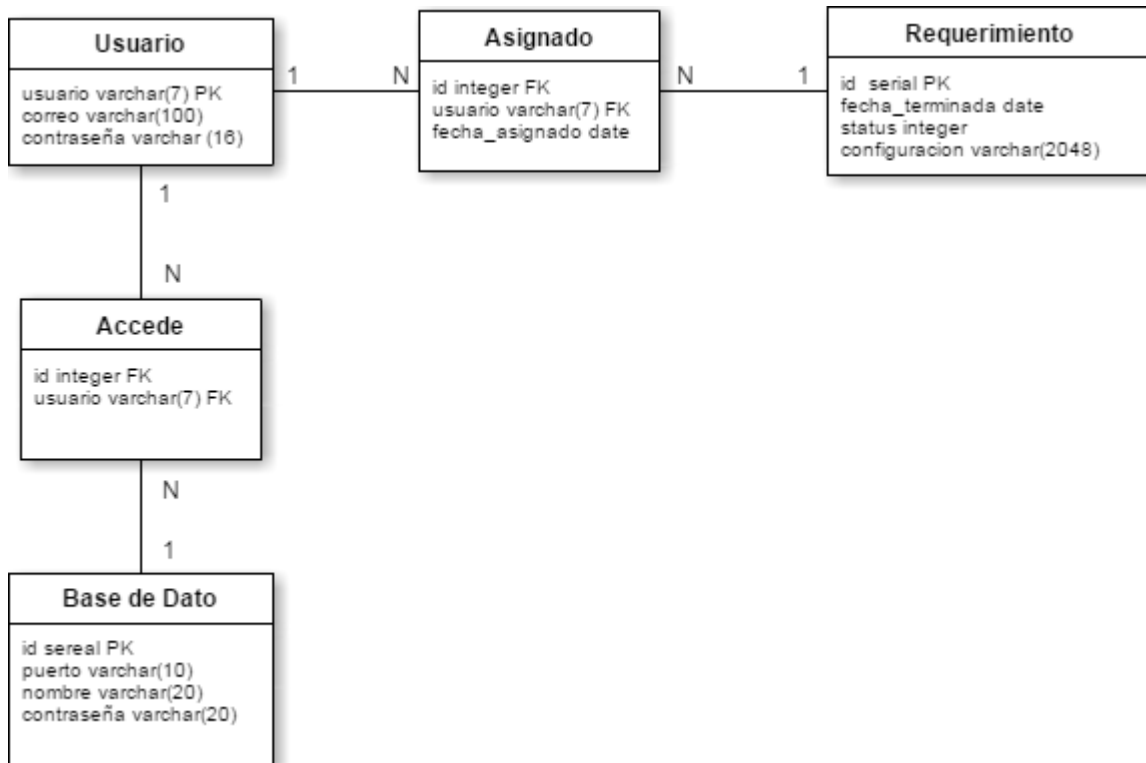 Usuario
usuario varchar(7) PK
correo varchar(100)
contraseña varchar (16)
1
N
Asignado
id integer FK
usuario varchar(7) FK
fecha_asignado date
N
1
Requerimiento
id serial PK
fecha_terminada date
status integer
configuracion varchar(2048)
1
N
Accede
id integer FK
usuario varchar(7) FK
N
1
Base de Dato
id sereal PK
puerto varchar(10)
nombre varchar(20)
contraseña varchar(20)